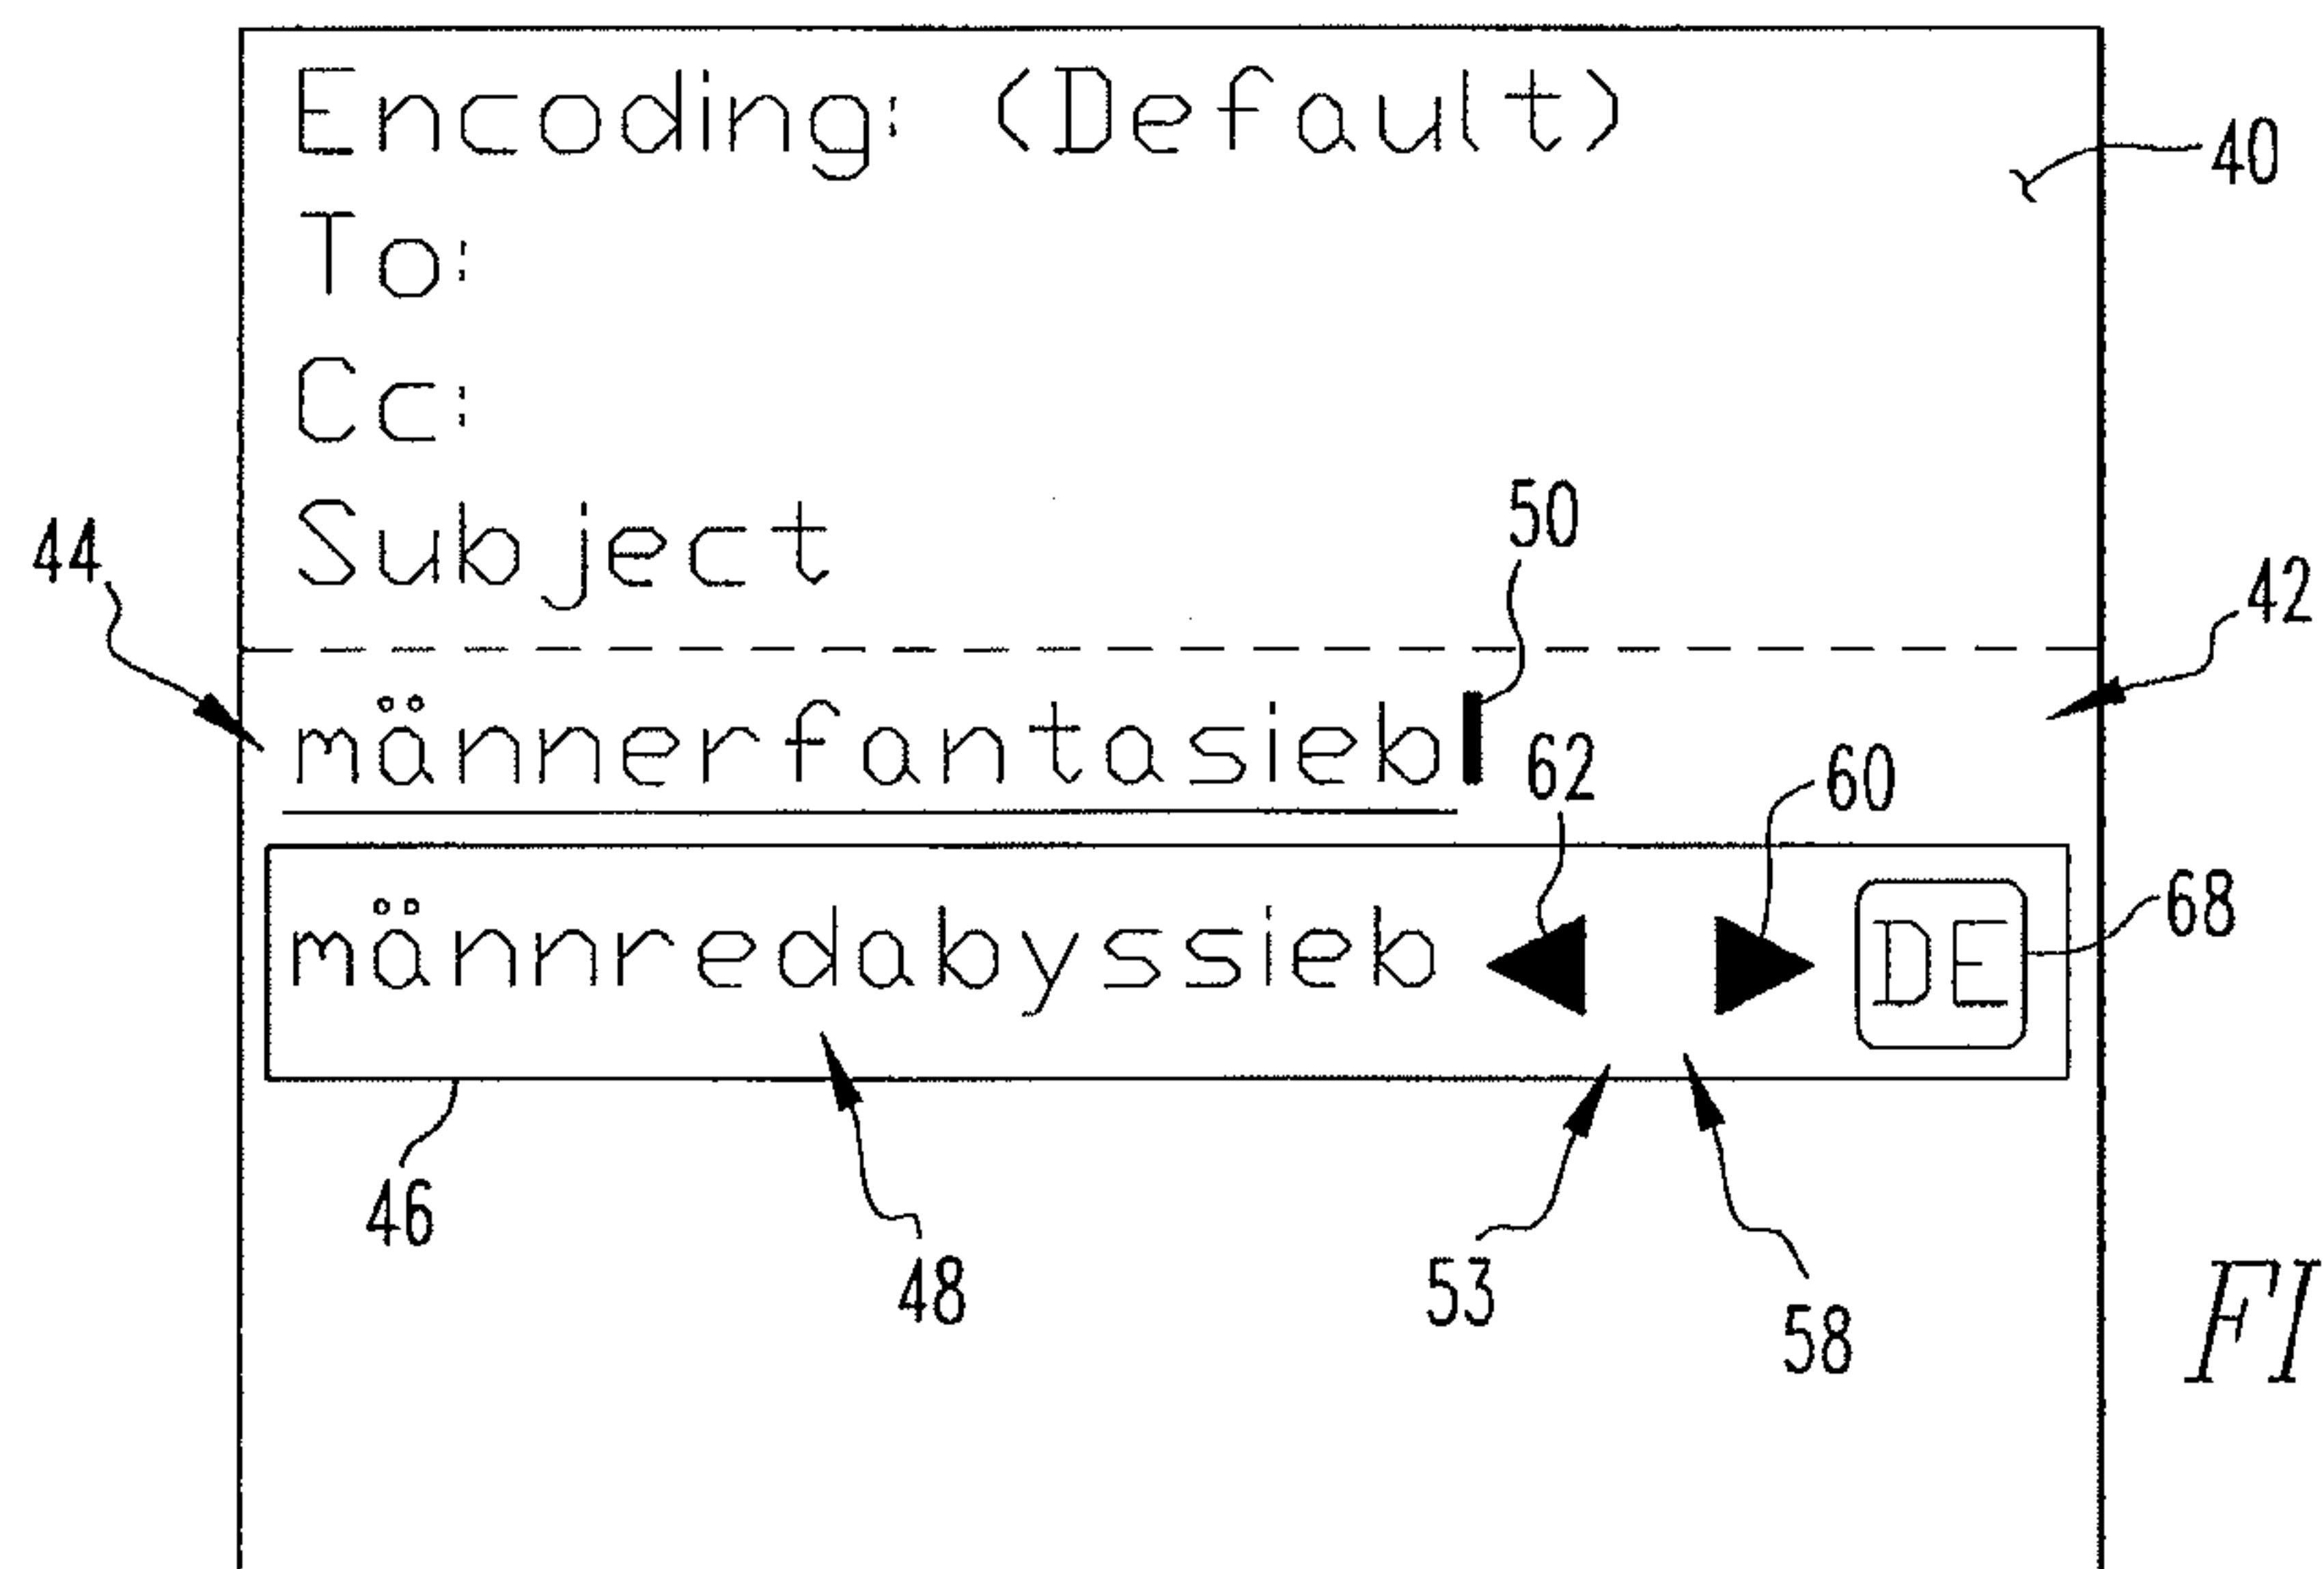 Encoding: (Default)
40
To:
Cc:
Subject
50
44
42
männerfantasieb
62
60
männredabyssieb
DE
68
46
48
53
58
FI